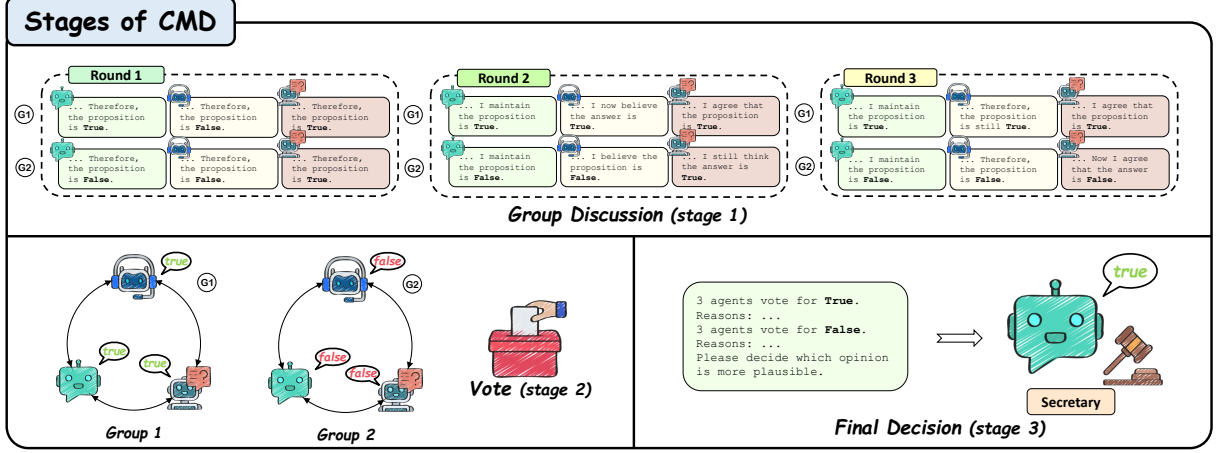 Stages of CMD
Round 1
G1
... Therefore,
the proposition
is True.
... Therefore,
the proposition
is False.
... Therefore,
the proposition
is True.
G2
... Therefore,
the proposition
is False.
... Therefore,
the proposition
is False.
... Therefore,
the proposition
is True.
Round 2
G1
... I maintain
the proposition
is True.
... I now believe
the answer is
True.
... I agree that
the proposition
is True.
G2
... I maintain
the proposition
is False.
... I believe the
proposition is
False.
... I still think
the answer is
True.
Round 3
G1
... I maintain
the proposition
is True.
... Therefore,
the proposition
is still True.
... I agree that
the proposition
is True.
G2
... I maintain
the proposition
is False.
... Therefore,
the proposition
is False.
... Now I agree
that the answer
is False.
Group Discussion (stage 1)
true
G1
true
true
Group 1
false
G2
false
false
Group 2
Vote (stage 2)
3 agents vote for True.
Reasons: ...
3 agents vote for False.
Reasons: ...
Please decide which opinion
is more plausible.
true
Secretary
Final Decision (stage 3)